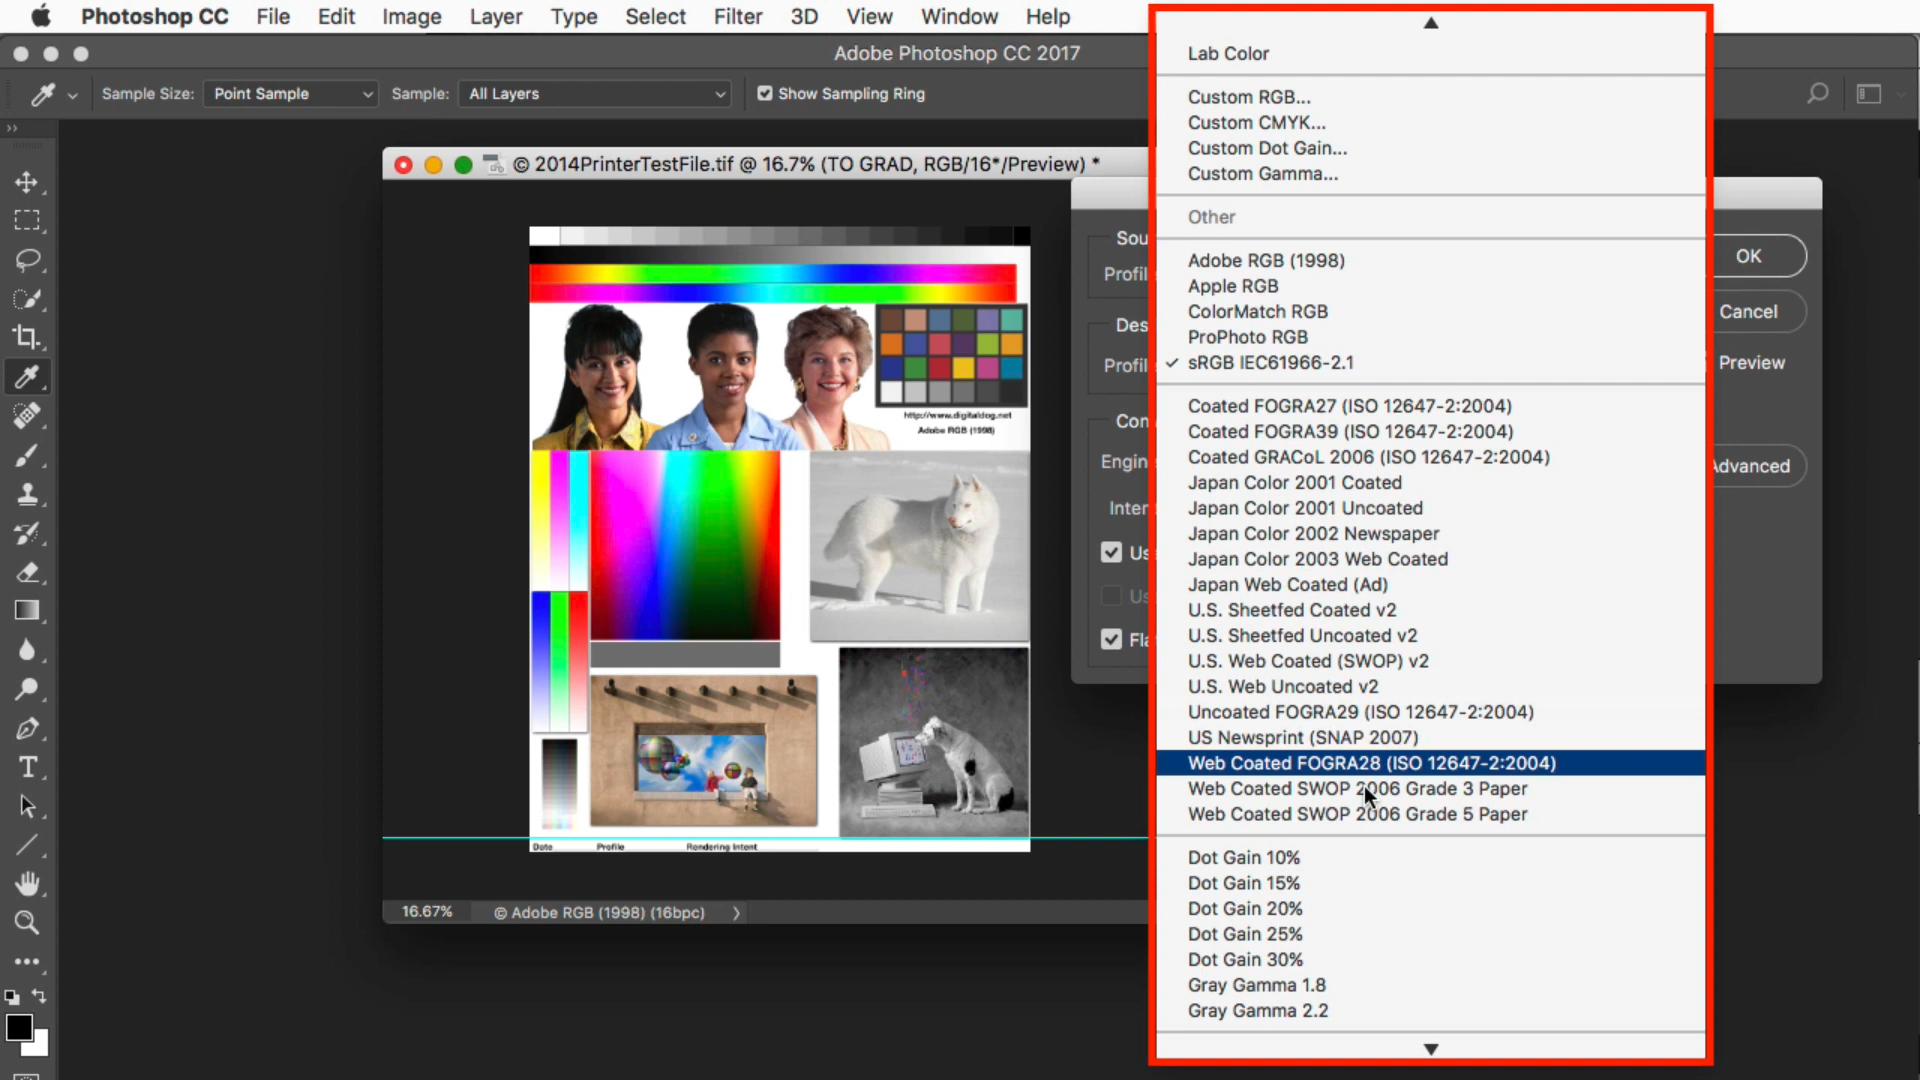 Photoshop CC File Edit Image Layer Type Select Filter 3D View Window Help
Adobe Photoshop CC 2017
Sample Size: Point Sample Sample: All Layers Show Sampling Ring
© 2014PrinterTestFile.tif @ 16.7% (TO GRAD, RGB/16*/Preview) *
http://www.digitaldog.net
Adobe RGB (1998)
Date Profile Rendering Intent
16.67% © Adobe RGB (1998) (16bpc)
Sou
Profil
Des
Profil
Con
Engin
Inten
Us
Us
Fla
Lab Color
Custom RGB...
Custom CMYK...
Custom Dot Gain...
Custom Gamma...
Other
Adobe RGB (1998)
Apple RGB
ColorMatch RGB
ProPhoto RGB
✓ sRGB IEC61966-2.1
Coated FOGRA27 (ISO 12647-2:2004)
Coated FOGRA39 (ISO 12647-2:2004)
Coated GRACoL 2006 (ISO 12647-2:2004)
Japan Color 2001 Coated
Japan Color 2001 Uncoated
Japan Color 2002 Newspaper
Japan Color 2003 Web Coated
Japan Web Coated (Ad)
U.S. Sheetfed Coated v2
U.S. Sheetfed Uncoated v2
U.S. Web Coated (SWOP) v2
U.S. Web Uncoated v2
Uncoated FOGRA29 (ISO 12647-2:2004)
US Newsprint (SNAP 2007)
Web Coated FOGRA28 (ISO 12647-2:2004)
Web Coated SWOP 2006 Grade 3 Paper
Web Coated SWOP 2006 Grade 5 Paper
Dot Gain 10%
Dot Gain 15%
Dot Gain 20%
Dot Gain 25%
Dot Gain 30%
Gray Gamma 1.8
Gray Gamma 2.2
OK
Cancel
Preview
Advanced